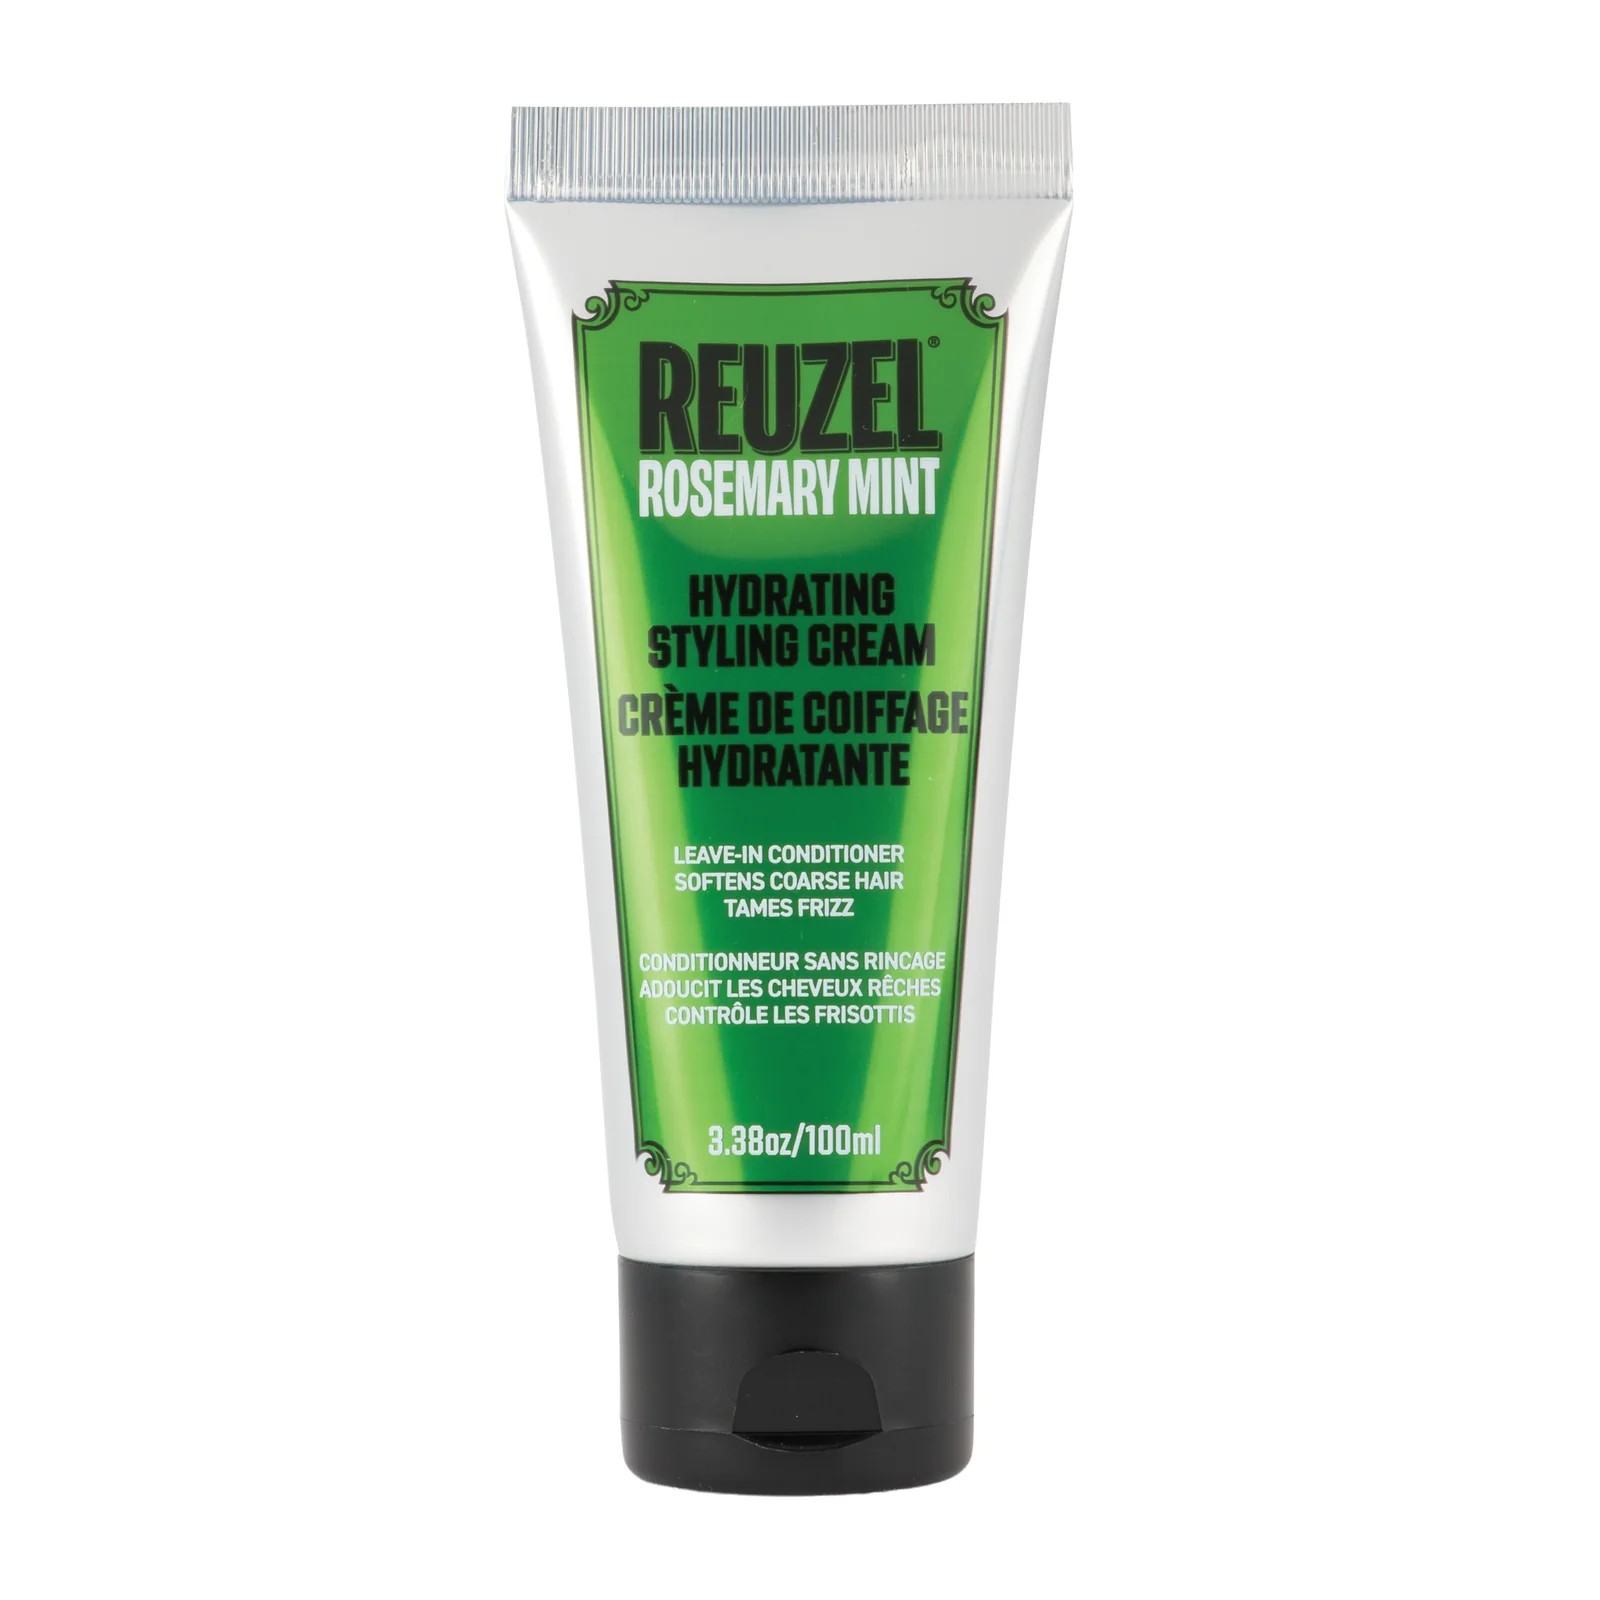 REUZEL®
ROSEMARY MINT
HYDRATING
STYLING CREAM
CRÈME DE COIFFAGE
HYDRATANTE
LEAVE-IN CONDITIONER
SOFTENS COARSE HAIR
TAMES FRIZZ
CONDITIONNEUR SANS RINCAGE
ADOUCIT LES CHEVEUX RÊCHES
CONTRÔLE LES FRISOTTIS
3.38oz/100ml